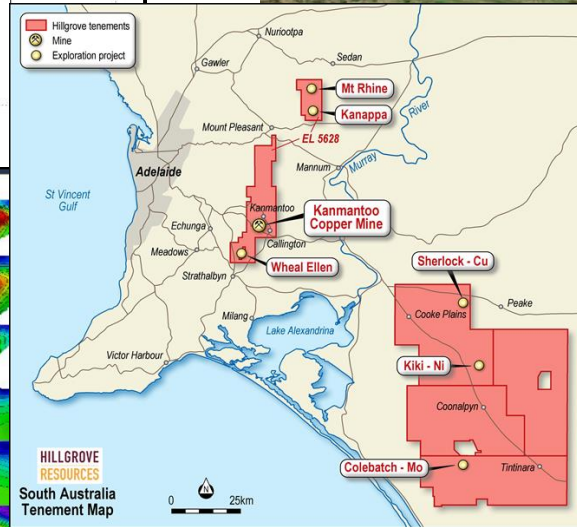 Hillgrove tenements
Mine
Exploration project
Nuriootpa
Sedan
Gawler
Mt Rhine
Kanappa
River
Mount Pleasant
EL 5628
Mannum
Murray
Adelaide
St Vincent
Gulf
Kanmantoo
Kanmantoo
Copper Mine
Echunga
Callington
Meadows
Wheal Ellen
Sherlock - Cu
Strathalbyn
Peake
Milang
Cooke Plains
Lake Alexandrina
Victor Harbour
Kiki - Ni
Coonalpyn
HILLGROVE
RESOURCES
Colebatch - Mo
Tintinara
South Australia
Tenement Map
N
0 25km